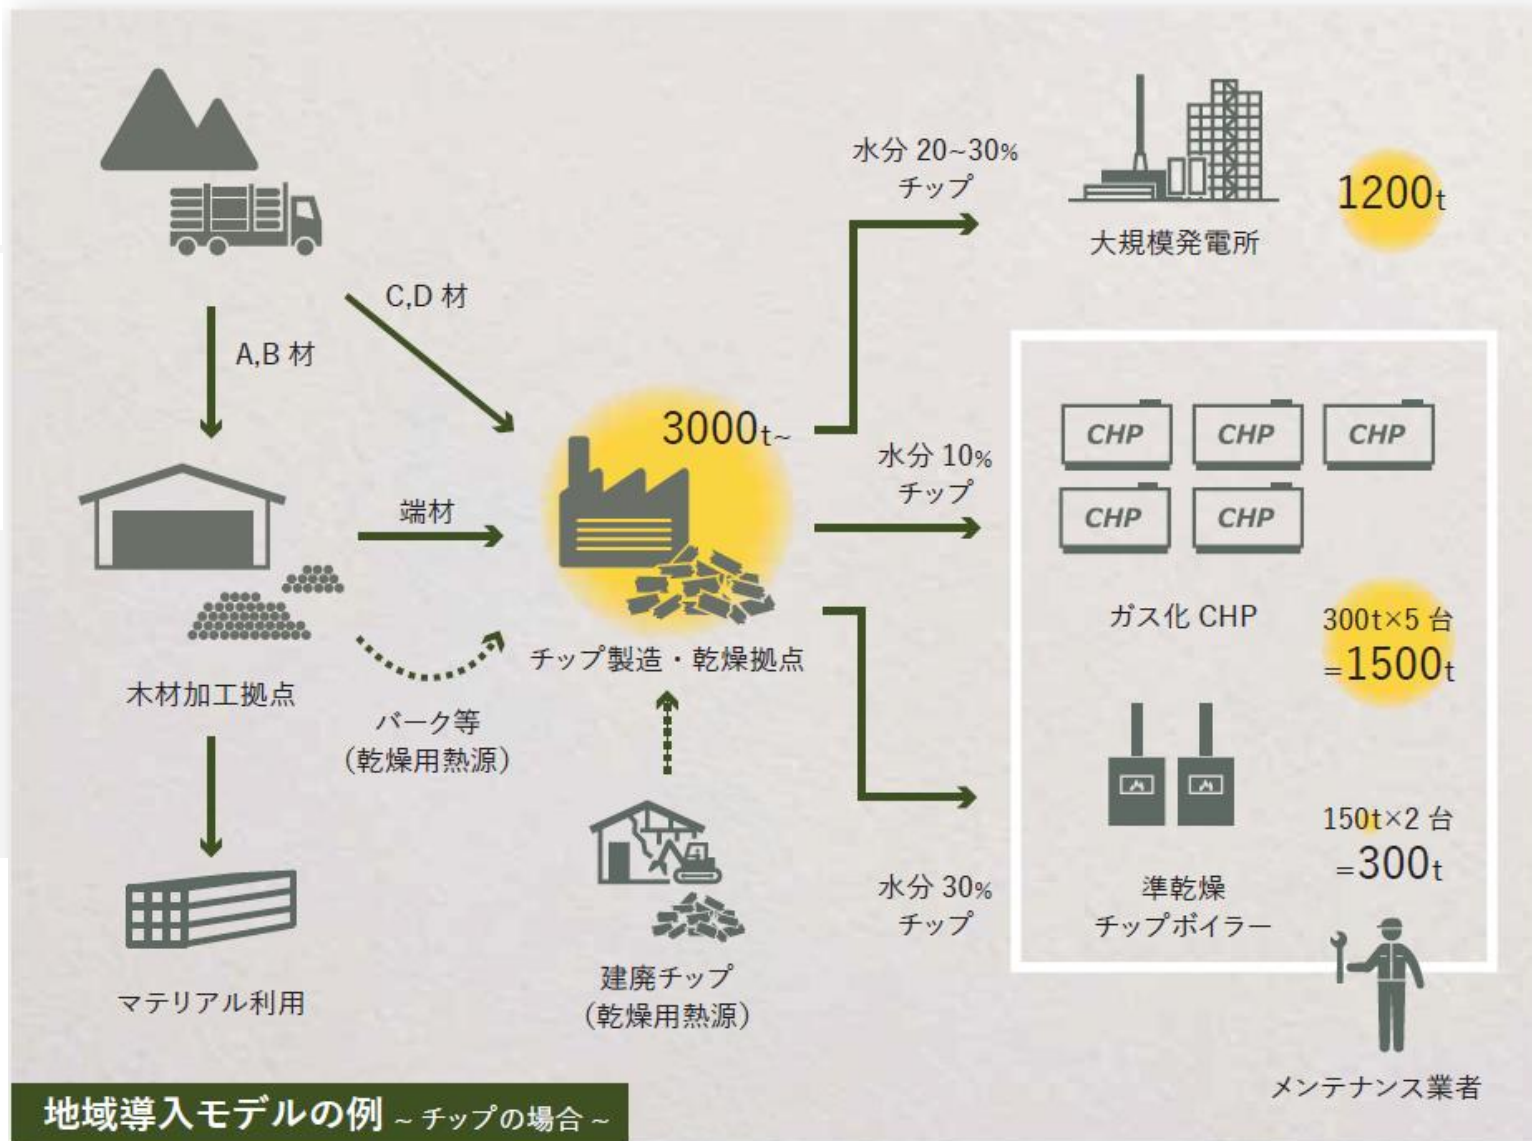 水分 20~30%
チップ
1200t
大規模発電所
C,D 材
A,B 材
3000t~
水分 10%
チップ
CHP
CHP
CHP
CHP
CHP
端材
ガス化 CHP
300t×5 台
=1500t
チップ製造・乾燥拠点
木材加工拠点
バーク等
(乾燥用熱源)
150t×2 台
=300t
水分 30%
チップ
準乾燥
チップボイラー
建廃チップ
(乾燥用熱源)
マテリアル利用
メンテナンス業者
地域導入モデルの例 ~ チップの場合 ~